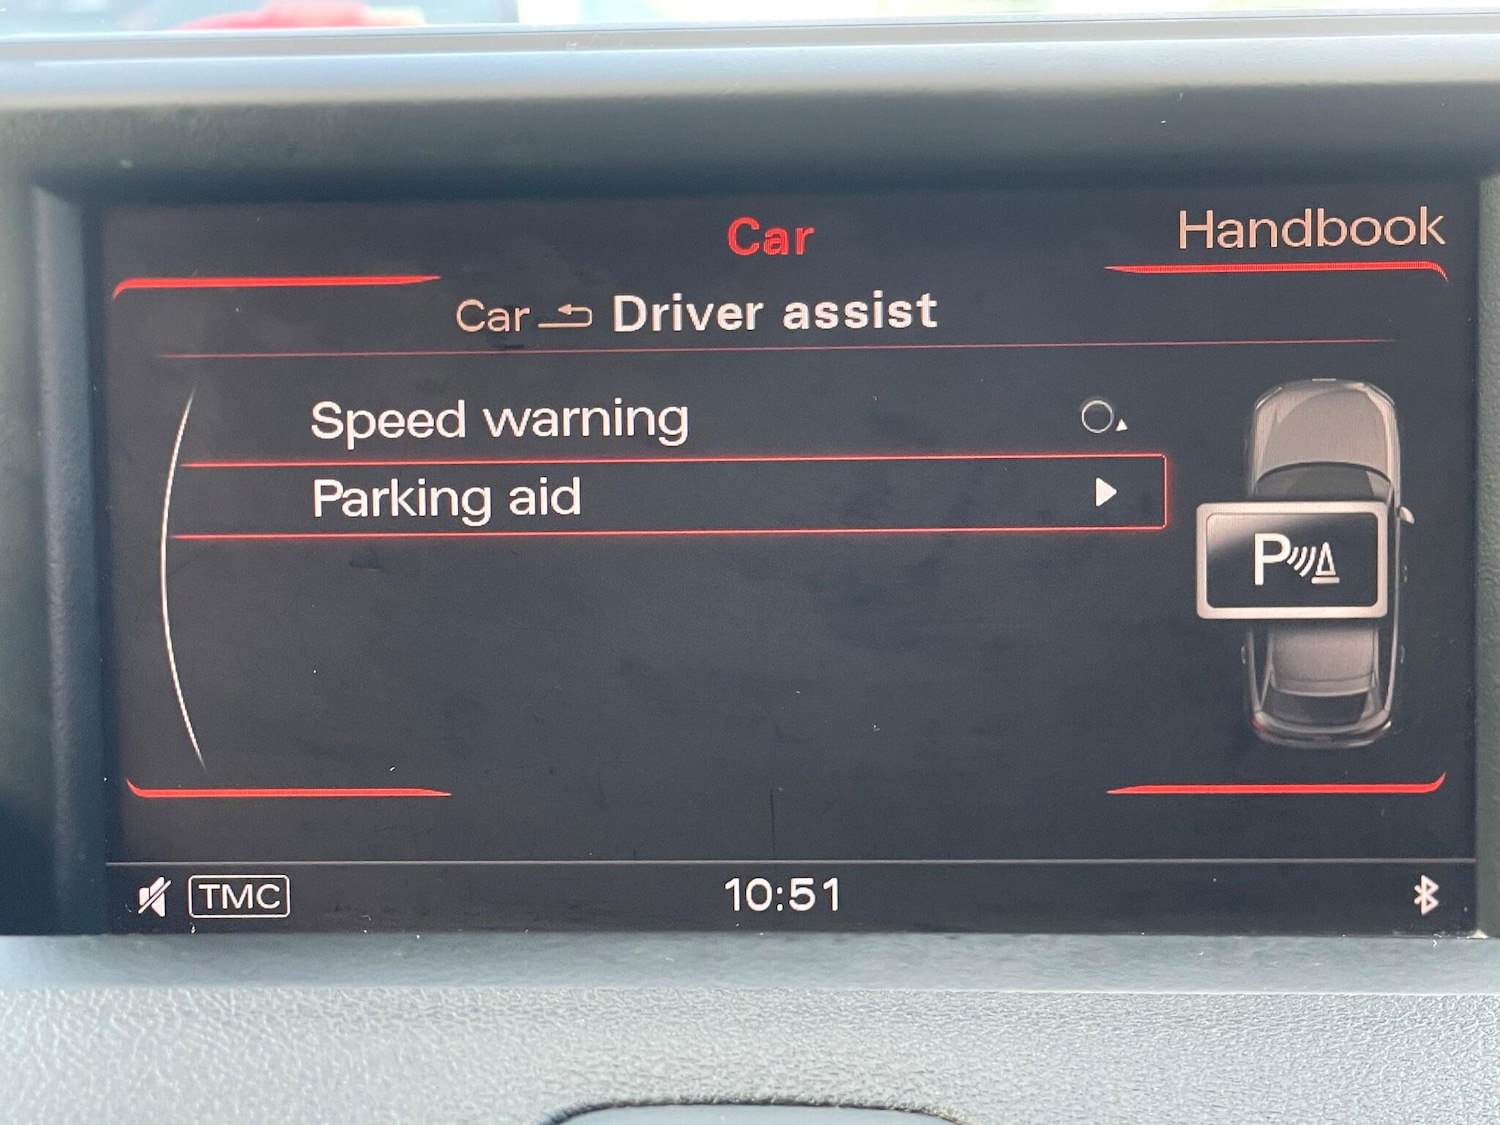 Car
Handbook
Car Driver assist
Speed warning
Parking aid
P
TMC
10:51